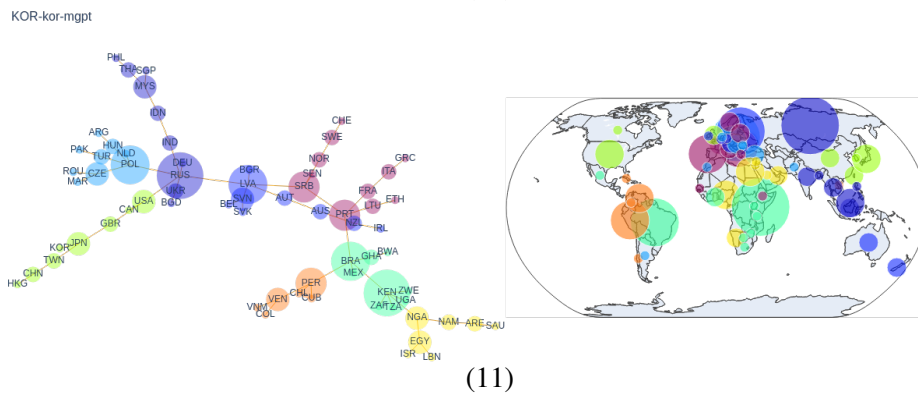 KOR-kor-mgpt
PHL
THA SGP
MYS
IDN
CHE
ARG
SWE
HUN
IND
PAK
TUR
NLD
POL
DEU
NOR
GRC
ROU
CZE
RUS
BGR
SEN
ITA
MAR
UKR
LVA
SRB
USA
BGD
SVN
AUT
FRA
ETH
BEL
LTU
CAN
SYK
AUS
PRT
GBR
NZL
IRL
KOR
JPN
TWN
BRA
GHA
BWA
CHN
MEX
HKG
PER
KEN
ZWE
VEN
CHL
CUB
ZAF
UGA
TZA
VNM
COL
NGA
NAM
ARE
SAU
EGY
ISR
LBN
(11)